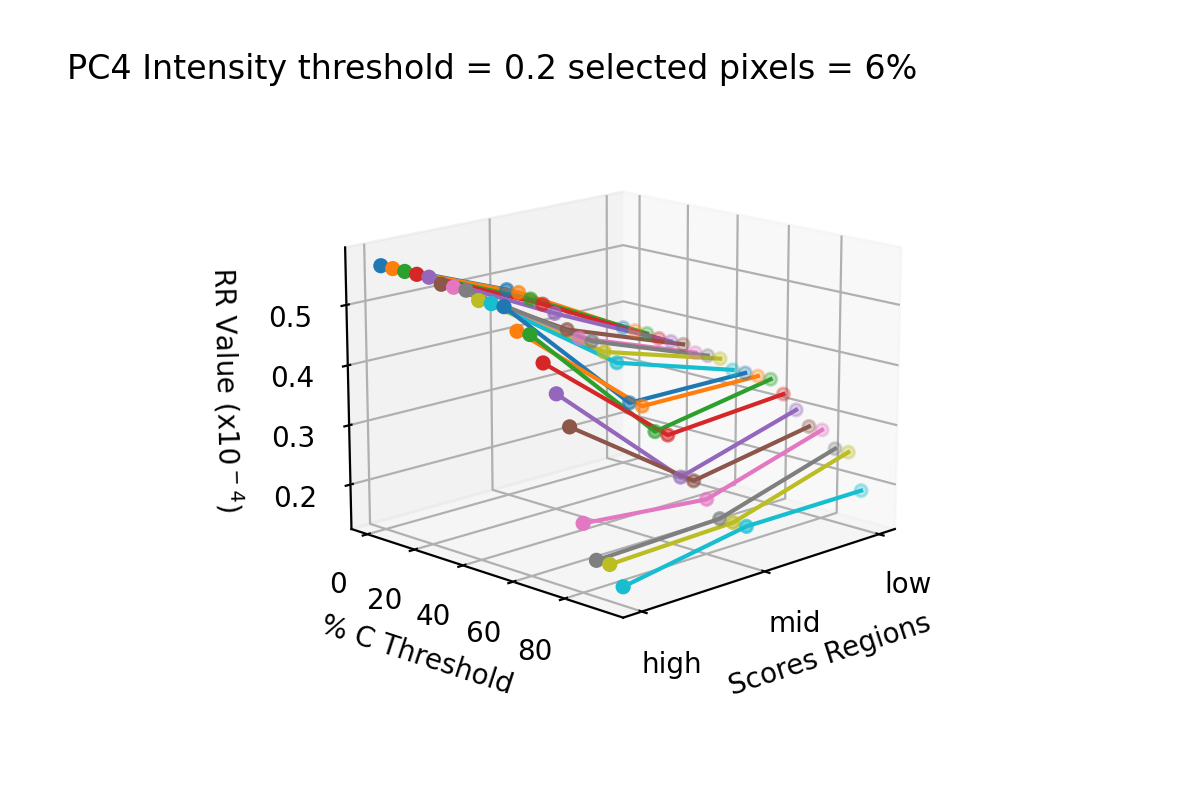 PC4 Intensity threshold = 0.2 selected pixels = 6%
RR Value (x10⁻⁴)
0.5
0.4
0.3
0.2
0
20
40
60
80
% C Threshold
high
mid
low
Scores Regions